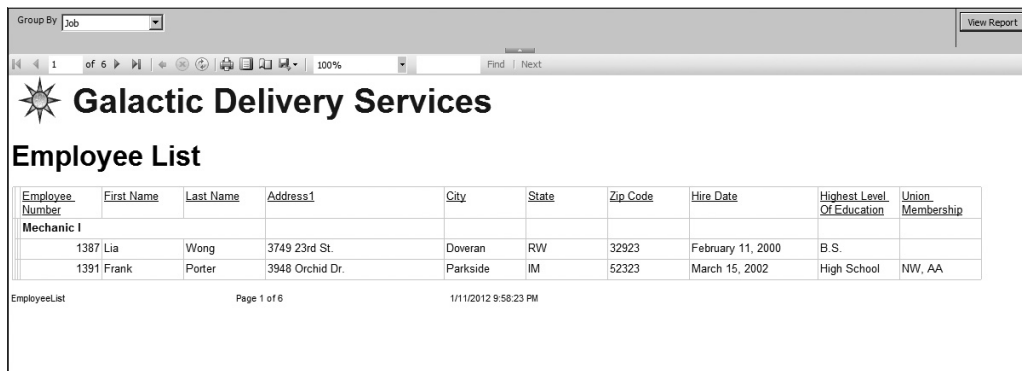 Group By Job View Report
1 of 6 100% Find | Next
Galactic Delivery Services
Employee List
Employee Number First Name Last Name Address1 City State Zip Code Hire Date Highest Level Of Education Union Membership
Mechanic I
1387 Lia Wong 3749 23rd St. Doveran RW 32923 February 11, 2000 B.S.
1391 Frank Porter 3948 Orchid Dr. Parkside IM 52323 March 15, 2002 High School NW, AA
EmployeeList Page 1 of 6 1/11/2012 9:58:23 PM